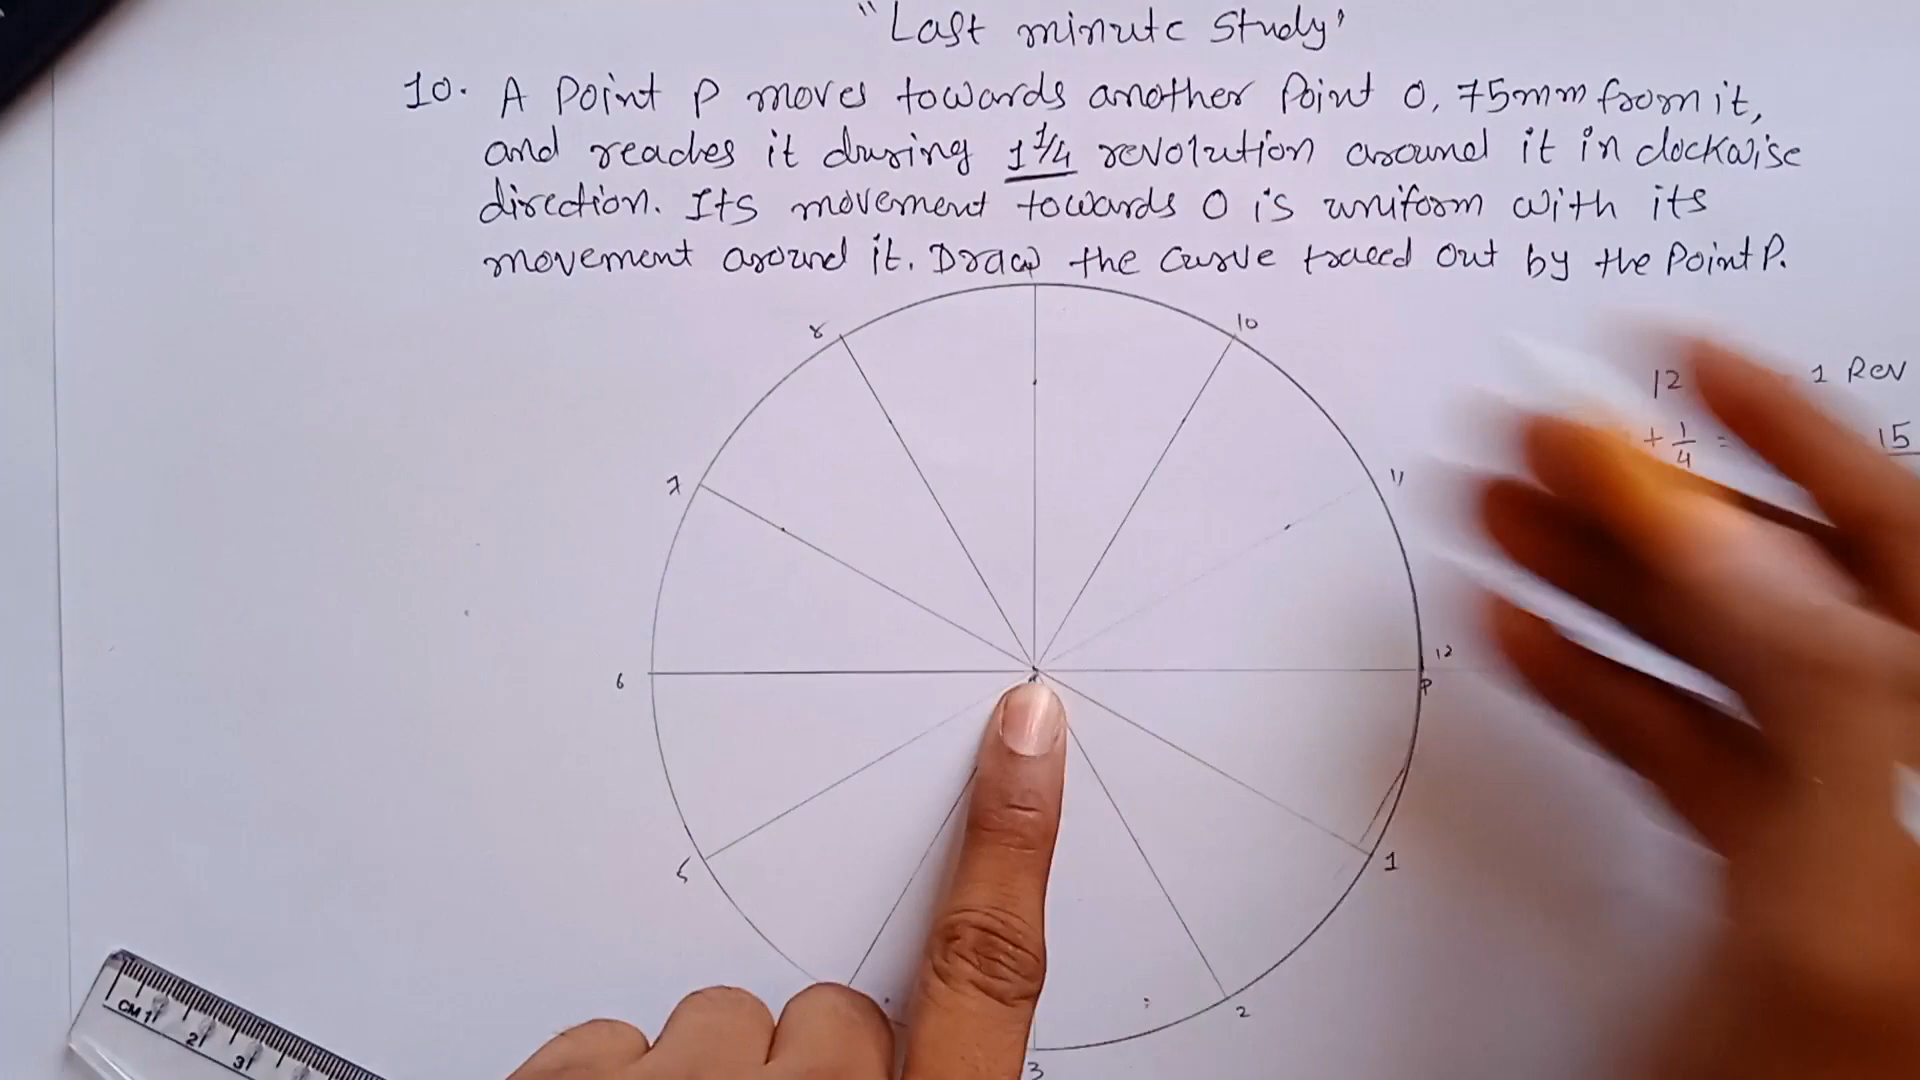 "Last minute Study"
10. A point P moves towards another point O, 75mm from it,
and reaches it during 1 1/4 revolution around it in clockwise
direction. Its movement towards O is uniform with its
movement around it. Draw the curve traced out by the point P.
8
10
12
1 Rev
+ 1/4 =
15
7
11
12
P
6
5
1
2
3
CM 1
2
3